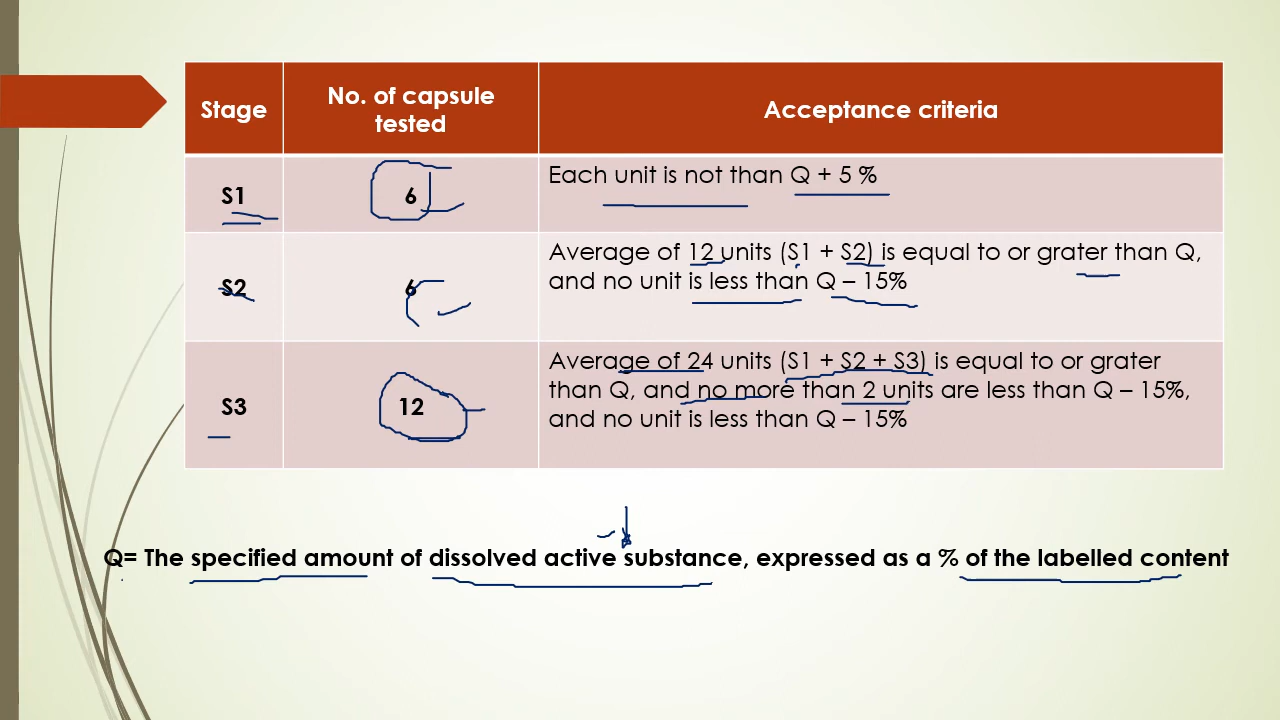 Stage
No. of capsule
tested
Acceptance criteria
S1
6
Each unit is not than Q + 5 %
S2
6
Average of 12 units (S1 + S2) is equal to or grater than Q,
and no unit is less than Q – 15%
S3
12
Average of 24 units (S1 + S2 + S3) is equal to or grater
than Q, and no more than 2 units are less than Q – 15%,
and no unit is less than Q – 15%
Q= The specified amount of dissolved active substance, expressed as a % of the labelled content